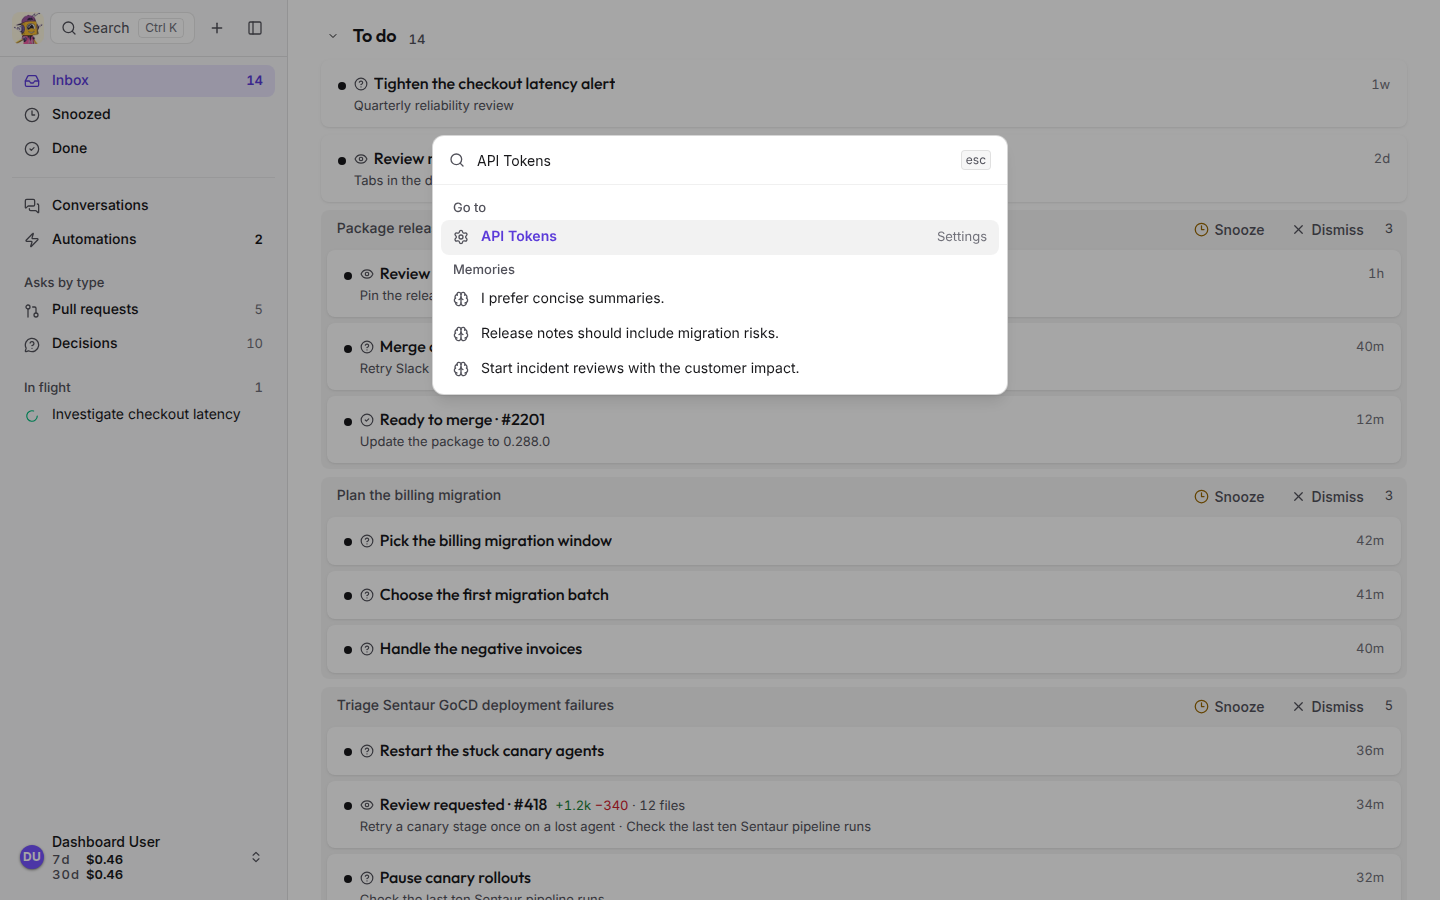 Search Ctrl K
Inbox 14
Snoozed
Done
Conversations
Automations 2
Asks by type
Pull requests 5
Decisions 10
In flight 1
Investigate checkout latency
DU Dashboard User
7d $0.46
30d $0.46
To do 14
Tighten the checkout latency alert 1w
Quarterly reliability review
Review 2d
Tabs in the
API Tokens esc
Go to
API Tokens Settings
Memories
I prefer concise summaries.
Release notes should include migration risks.
Start incident reviews with the customer impact.
Package Snooze Dismiss 3
Review 1h
Pin the
Merge 40m
Retry Slack
Ready to merge · #2201 12m
Update the package to 0.288.0
Plan the billing migration Snooze Dismiss 3
Pick the billing migration window 42m
Choose the first migration batch 41m
Handle the negative invoices 40m
Triage Sentaur GoCD deployment failures Snooze Dismiss 5
Restart the stuck canary agents 36m
Review requested · #418 +1.2k −340 · 12 files 34m
Retry a canary stage once on a lost agent · Check the last ten Sentaur pipeline runs
Pause canary rollouts 32m
Check the last ten Sentaur pipeline runs